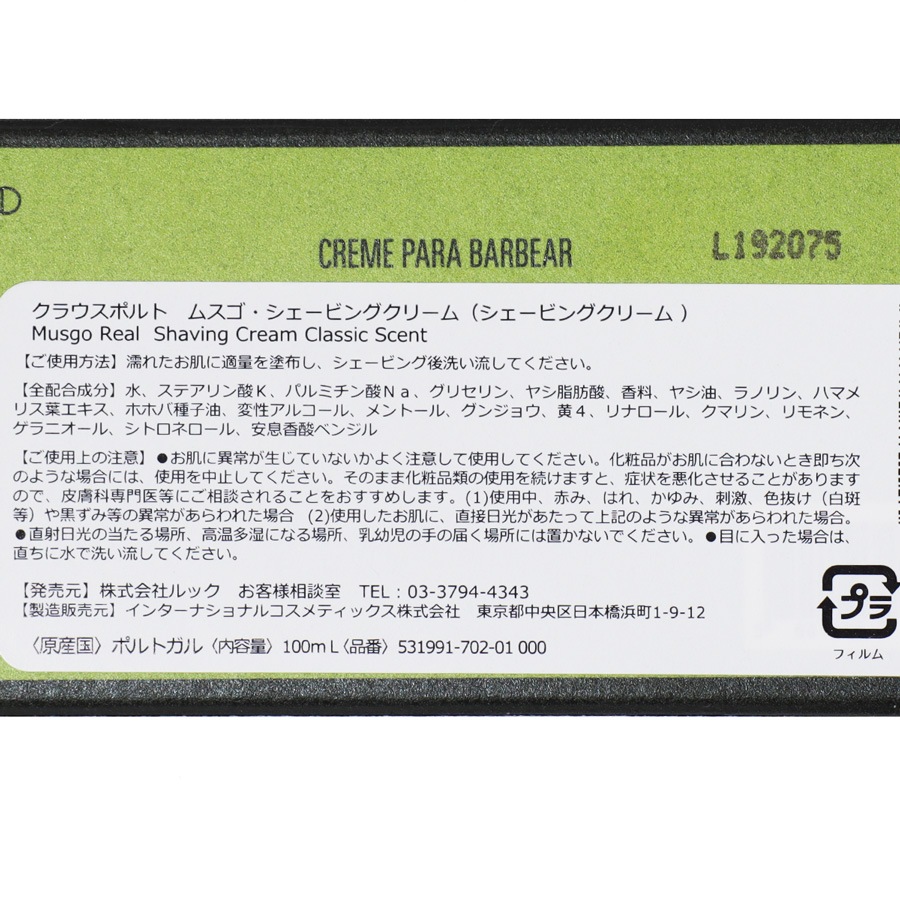 CREME PARA BARBEAR
L192075
クラウスポルト　ムスゴ・シェービングクリーム（シェービングクリーム ）
Musgo Real  Shaving Cream Classic Scent
【ご使用方法】濡れたお肌に適量を塗布し、シェービング後洗い流してください。
【全配合成分】水、ステアリン酸Ｋ、パルミチン酸Ｎａ、グリセリン、ヤシ脂肪酸、香料、ヤシ油、ラノリン、ハマメ
リス葉エキス、ホホバ種子油、変性アルコール、メントール、グンジョウ、黄４、リナロール、クマリン、リモネン、
ゲラニオール、シトロネロール、安息香酸ベンジル
【ご使用上の注意】●お肌に異常が生じていないかよく注意して使用してください。化粧品がお肌に合わないとき即ち次
のような場合には、使用を中止してください。そのまま化粧品類の使用を続けますと、症状を悪化させることがあります
ので、皮膚科専門医等にご相談されることをおすすめします。(1)使用中、赤み、はれ、かゆみ、刺激、色抜け（白斑
等）や黒ずみ等の異常があらわれた場合　(2)使用したお肌に、直接日光があたって上記のような異常があらわれた場合。
●直射日光の当たる場所、高温多湿になる場所、乳幼児の手の届く場所には置かないでください。●目に入った場合は、
直ちに水で洗い流してください。
【発売元】株式会社ルック　お客様相談室　TEL：03-3794-4343
【製造販売元】インターナショナルコスメティックス株式会社　東京都中央区日本橋浜町1-9-12
〈原産国〉ポルトガル〈内容量〉100ｍＬ〈品番〉531991-702-01 000
プラ
フィルム